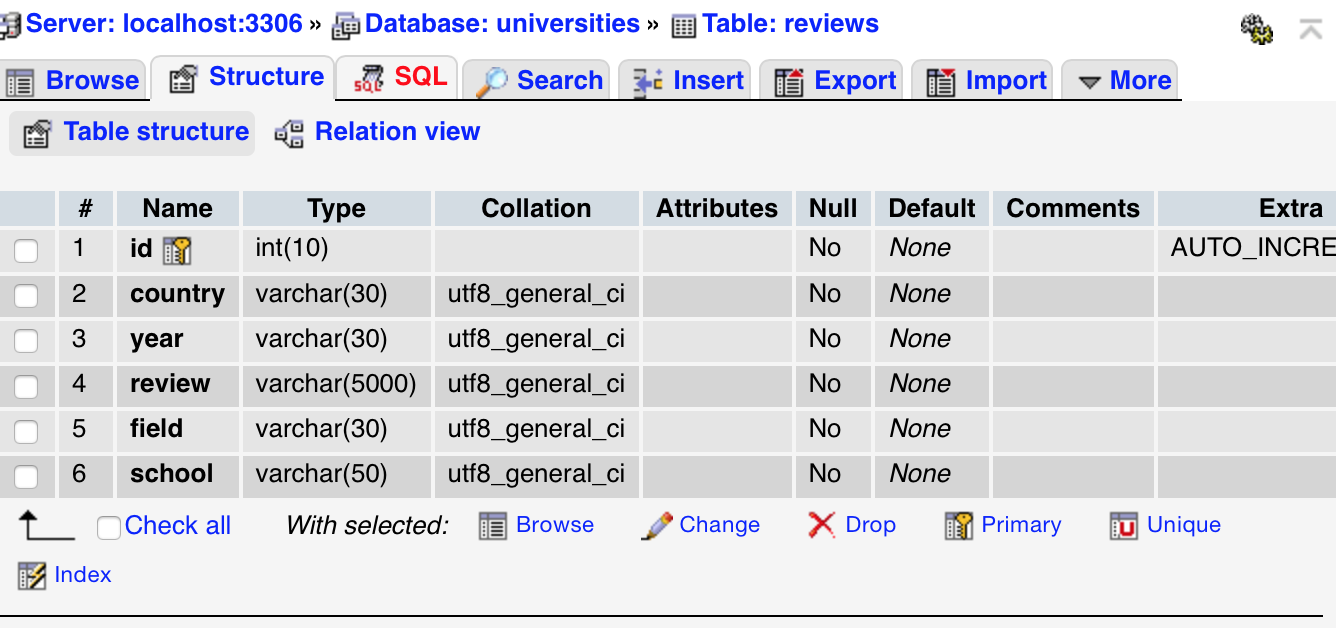 Server: localhost:3306 » Database: universities » Table: reviews
Browse Structure SQL Search Insert Export Import More
Table structure Relation view
# Name Type Collation Attributes Null Default Comments Extra
1 id int(10) No None AUTO_INCRE
2 country varchar(30) utf8_general_ci No None
3 year varchar(30) utf8_general_ci No None
4 review varchar(5000) utf8_general_ci No None
5 field varchar(30) utf8_general_ci No None
6 school varchar(50) utf8_general_ci No None
Check all With selected: Browse Change Drop Primary Unique
Index